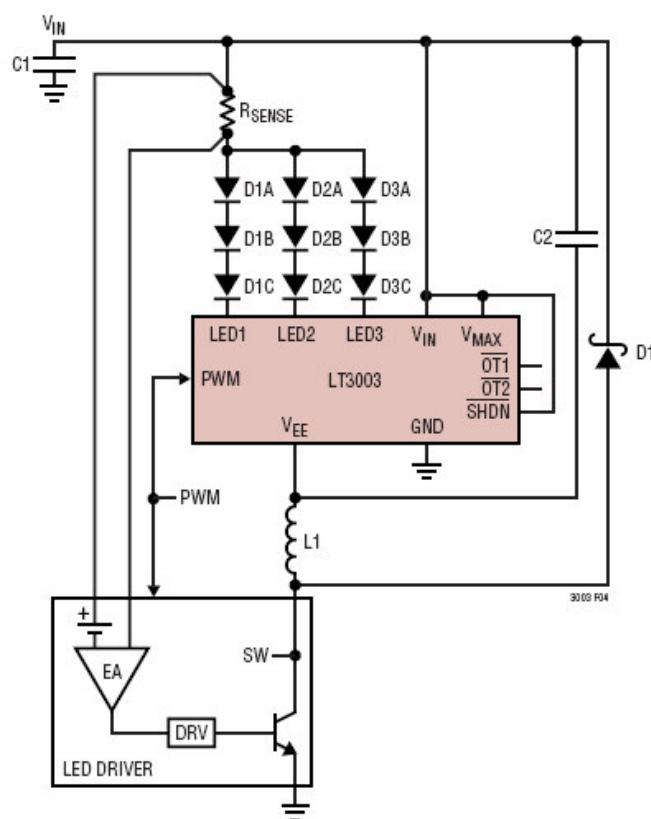 VIN
C1
RSENSE
D1A D2A D3A
D1B D2B D3B
C2
D1C D2C D3C
LED1 LED2 LED3 VIN VMAX
D1
OT1
PWM LT3003
OT2
SHDN
VEE GND
PWM
L1
3003 F04
+
SW
EA
DRV
LED DRIVER